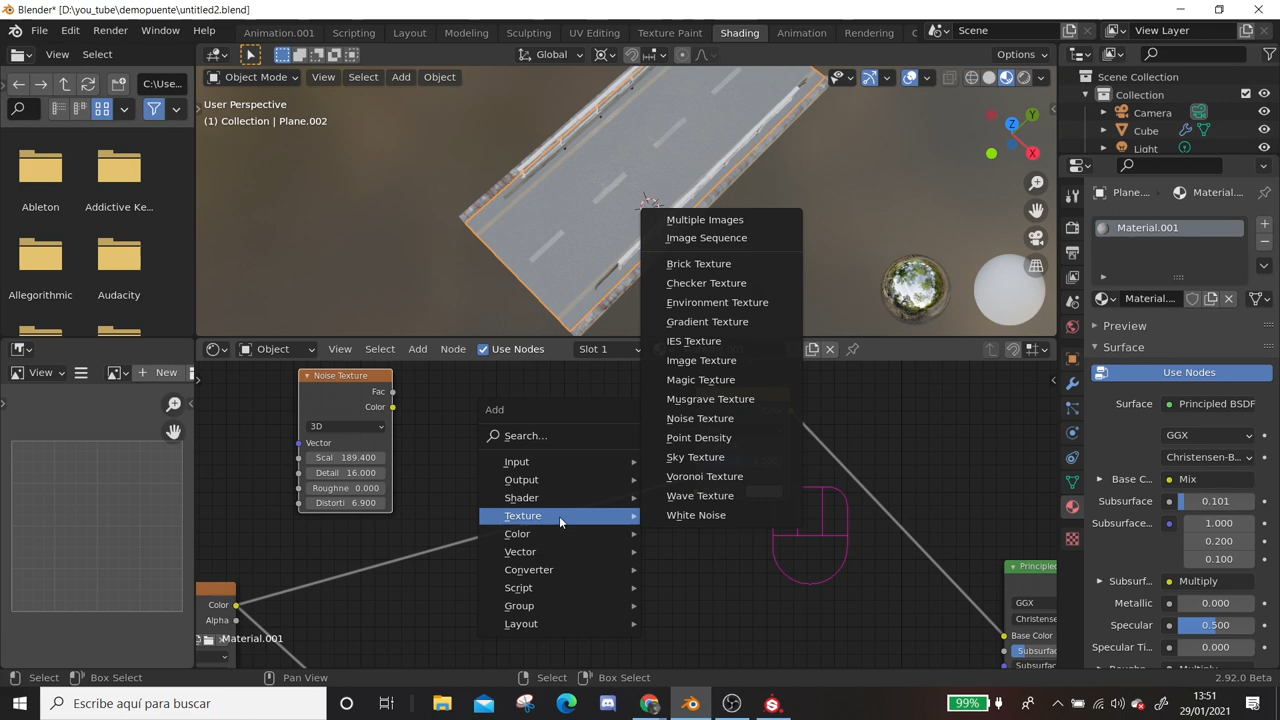 Blender* [D:\you_tube\demopuente\untitled2.blend]
File Edit Render Window Help
Animation.001 Scripting Layout Modeling Sculpting UV Editing Texture Paint Shading Animation Rendering
Scene
View Layer
View Select
Global
Options
Object Mode View Select Add Object
C:\Use...
User Perspective
(1) Collection | Plane.002
X
Y
Z
Scene Collection
Collection
Camera
Cube
Light
Ableton
Addictive Ke...
Allegorithmic
Audacity
Plane....
Material....
Material.001
Material....
Preview
Surface
Use Nodes
Surface
Principled BSDF
GGX
Christensen-B...
Base C...
Mix
Subsurface
0.101
Subsurface...
1.000
0.200
0.100
Subsurf...
Multiply
Metallic
0.000
Specular
0.500
Specular Ti...
0.000
Multiply
View
New
Object View Select Add Node Use Nodes Slot 1
Noise Texture
Fac
Color
3D
Vector
Scal 189.400
Detail 16.000
Roughne 0.000
Distorti 6.900
Color
Alpha
Material.001
Add
Search...
Input
Output
Shader
Texture
Color
Vector
Converter
Script
Group
Layout
Multiple Images
Image Sequence
Brick Texture
Checker Texture
Environment Texture
Gradient Texture
IES Texture
Image Texture
Magic Texture
Musgrave Texture
Noise Texture
Point Density
Sky Texture
Voronoi Texture
Wave Texture
White Noise
Principled
GGX
Christensen
Base Color
Subsurfac
Select Box Select Pan View Select Box Select
2.92.0 Beta
Escribe aquí para buscar
99%
13:51
29/01/2021